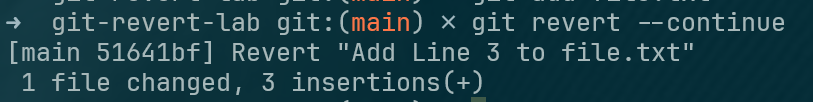 → git-revert-lab git:(main) × git revert --continue
[main 51641bf] Revert "Add Line 3 to file.txt"
1 file changed, 3 insertions(+)